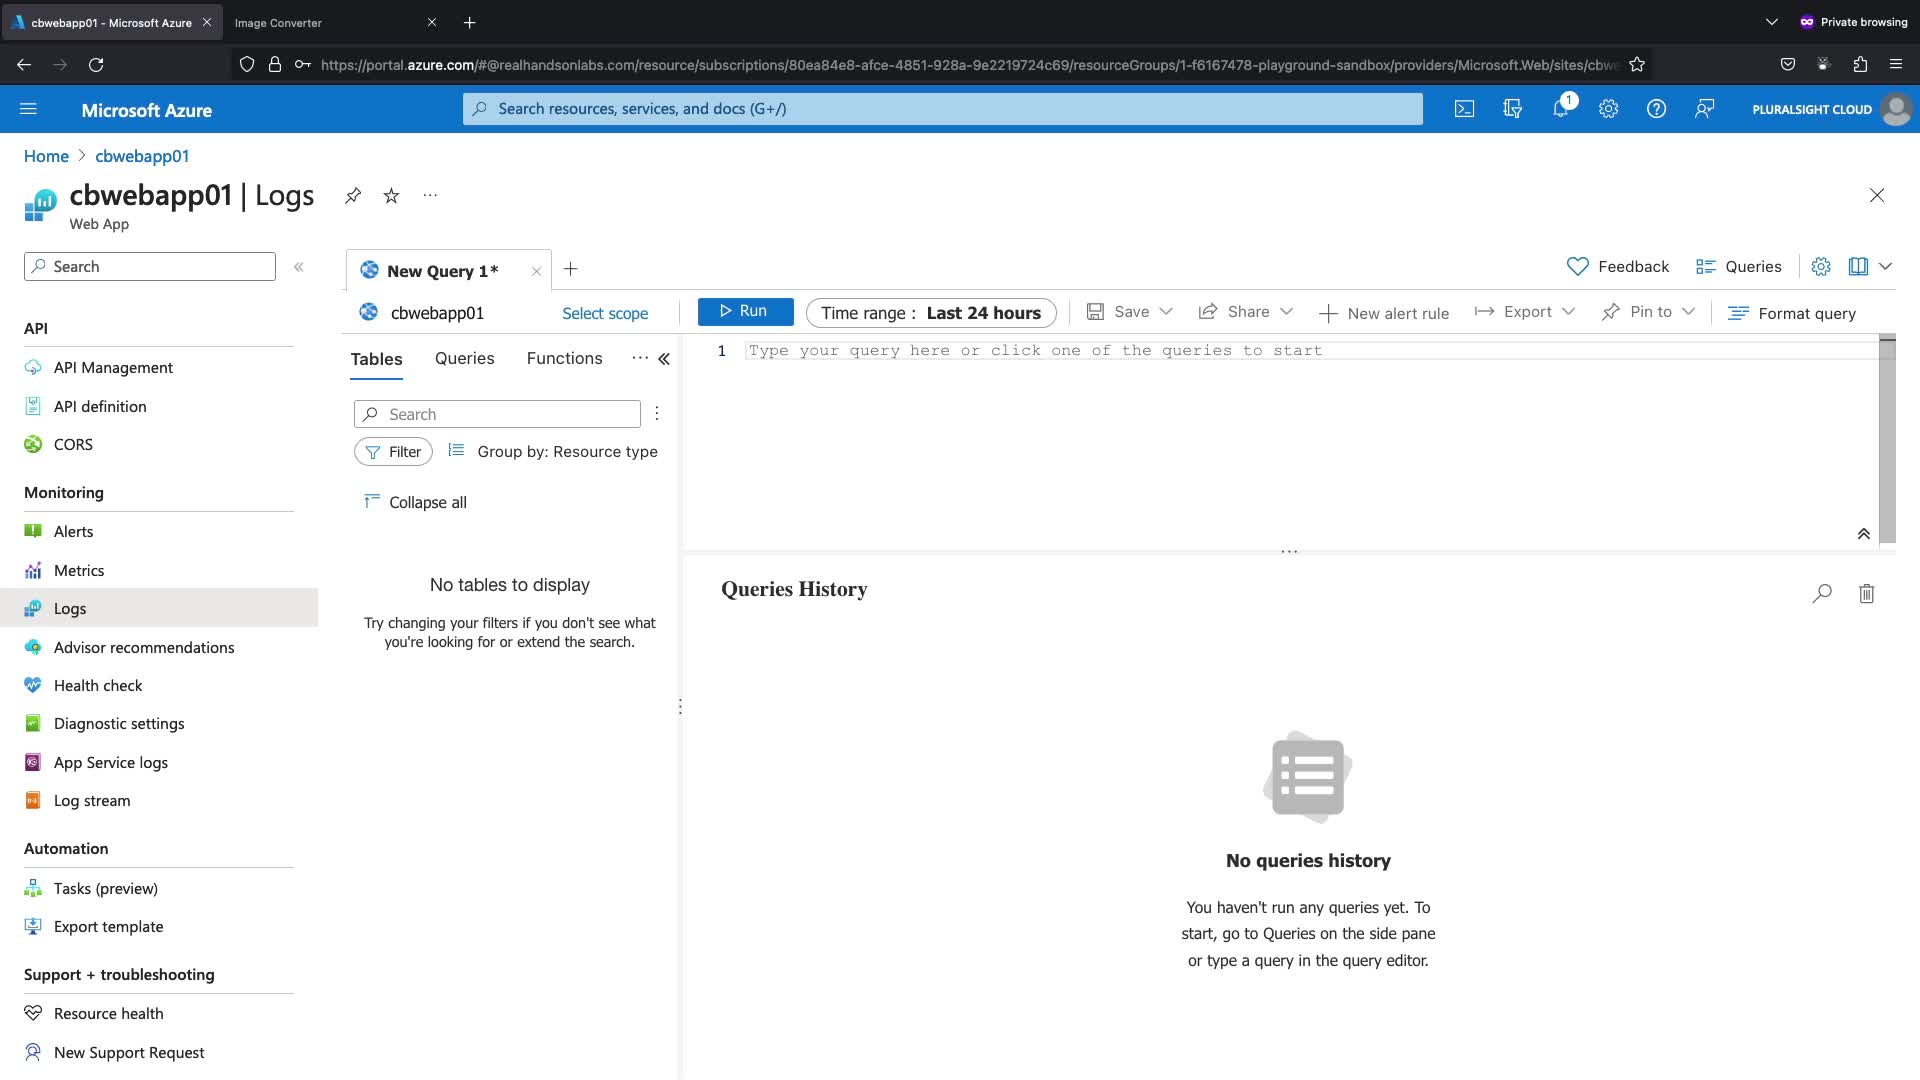 cbwebapp01 - Microsoft Azure
Image Converter
Private browsing
https://portal.azure.com/#@realhandsonlabs.com/resource/subscriptions/80ea84e8-afce-4851-928a-9e2219724c69/resourceGroups/1-f6167478-playground-sandbox/providers/Microsoft.Web/sites/cbwe
Microsoft Azure
Search resources, services, and docs (G+/)
1
PLURALSIGHT CLOUD
Home > cbwebapp01
cbwebapp01 | Logs
Web App
Search
API
API Management
API definition
CORS
Monitoring
Alerts
Metrics
Logs
Advisor recommendations
Health check
Diagnostic settings
App Service logs
Log stream
Automation
Tasks (preview)
Export template
Support + troubleshooting
Resource health
New Support Request
New Query 1*
Feedback
Queries
cbwebapp01
Select scope
Run
Time range : Last 24 hours
Save
Share
New alert rule
Export
Pin to
Format query
Tables
Queries
Functions
Search
Filter
Group by: Resource type
Collapse all
No tables to display
Try changing your filters if you don't see what
you're looking for or extend the search.
1
Type your query here or click one of the queries to start
Queries History
No queries history
You haven't run any queries yet. To
start, go to Queries on the side pane
or type a query in the query editor.